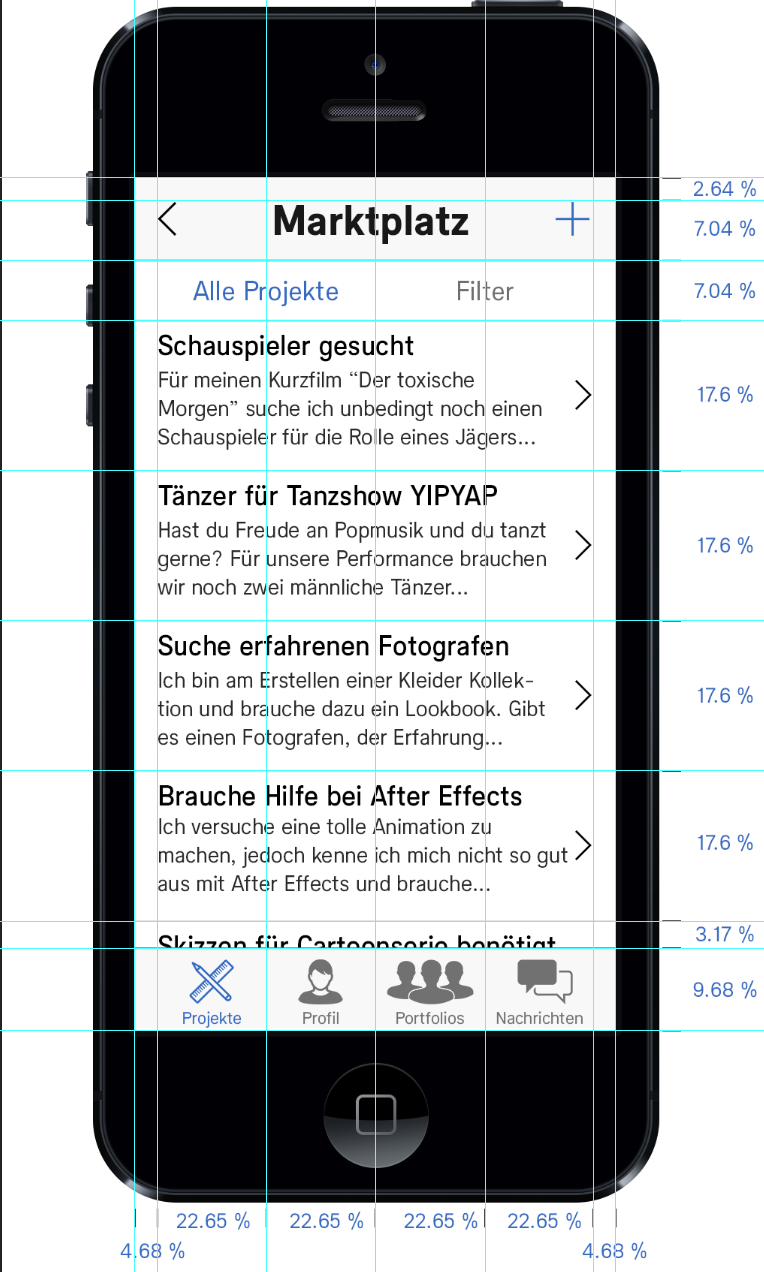 2.64 %
Marktplatz
7.04 %
Alle Projekte
Filter
7.04 %
Schauspieler gesucht
Für meinen Kurzfilm “Der toxische
Morgen” suche ich unbedingt noch einen
Schauspieler für die Rolle eines Jägers...
17.6 %
Tänzer für Tanzshow YIPYAP
Hast du Freude an Popmusik und du tanzt
gerne? Für unsere Performance brauchen
wir noch zwei männliche Tänzer...
17.6 %
Suche erfahrenen Fotografen
Ich bin am Erstellen einer Kleider Kollek-
tion und brauche dazu ein Lookbook. Gibt
es einen Fotografen, der Erfahrung...
17.6 %
Brauche Hilfe bei After Effects
Ich versuche eine tolle Animation zu
machen, jedoch kenne ich mich nicht so gut
aus mit After Effects und brauche...
17.6 %
Skizzen für Cartoonserie benötigt
3.17 %
9.68 %
Projekte
Profil
Portfolios
Nachrichten
22.65 %
22.65 %
22.65 %
22.65 %
4.68 %
4.68 %